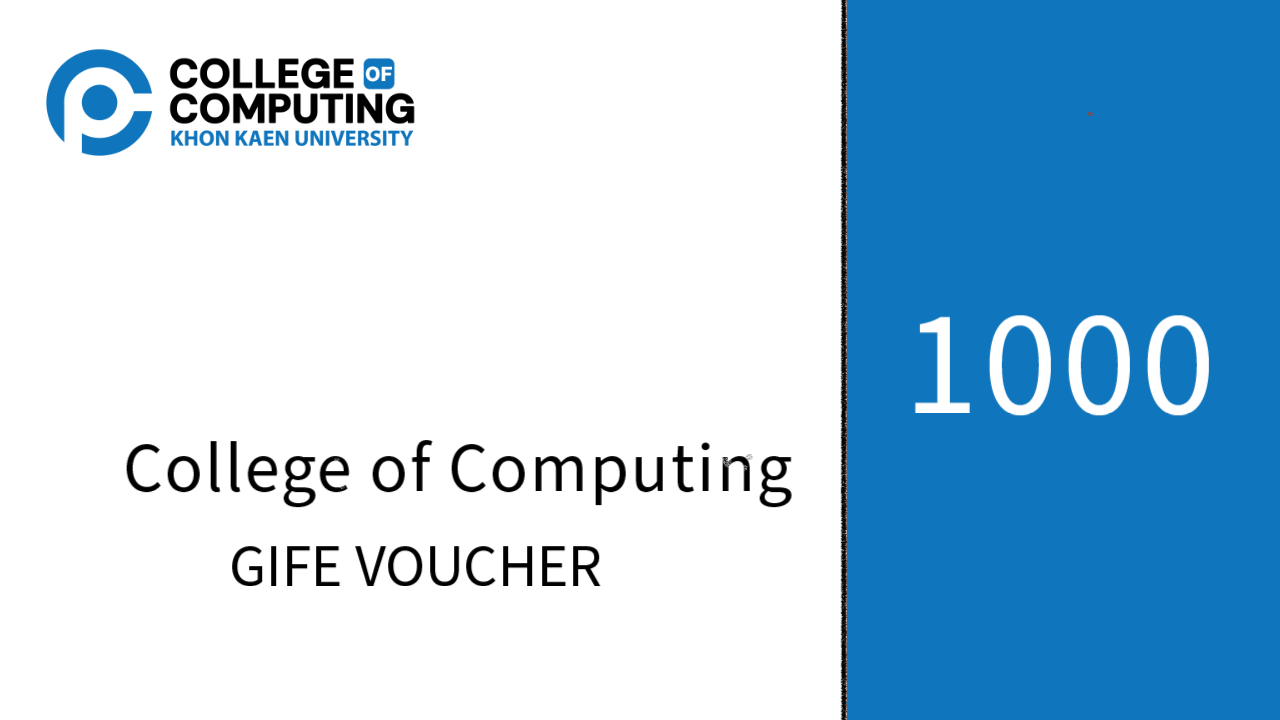 COLLEGE OF
COMPUTING
KHON KAEN UNIVERSITY
1000
College of Computing
GIFE VOUCHER